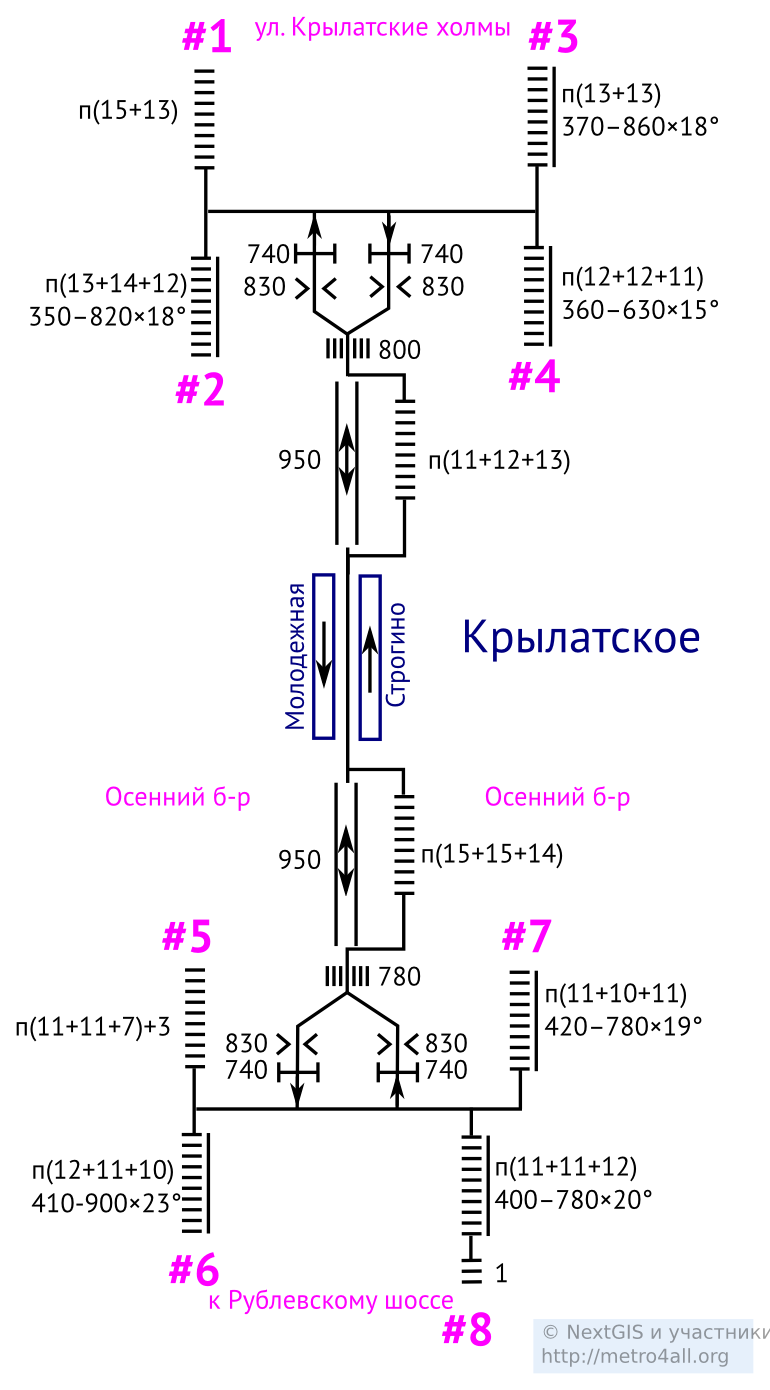 #1
ул. Крылатские холмы
#3
п(15+13)
п(13+13)
370–860×18°
740
740
830
830
п(13+14+12)
350–820×18°
п(12+12+11)
360–630×15°
#2
800
#4
950
п(11+12+13)
Молодежная
Строгино
Крылатское
Осенний б-р
Осенний б-р
950
п(15+15+14)
#5
#7
780
п(11+11+7)+3
п(11+10+11)
420–780×19°
830
830
740
740
п(12+11+10)
410-900×23°
п(11+11+12)
400–780×20°
#6
1
к Рублевскому шоссе
#8
© NextGIS и участники
http://metro4all.org